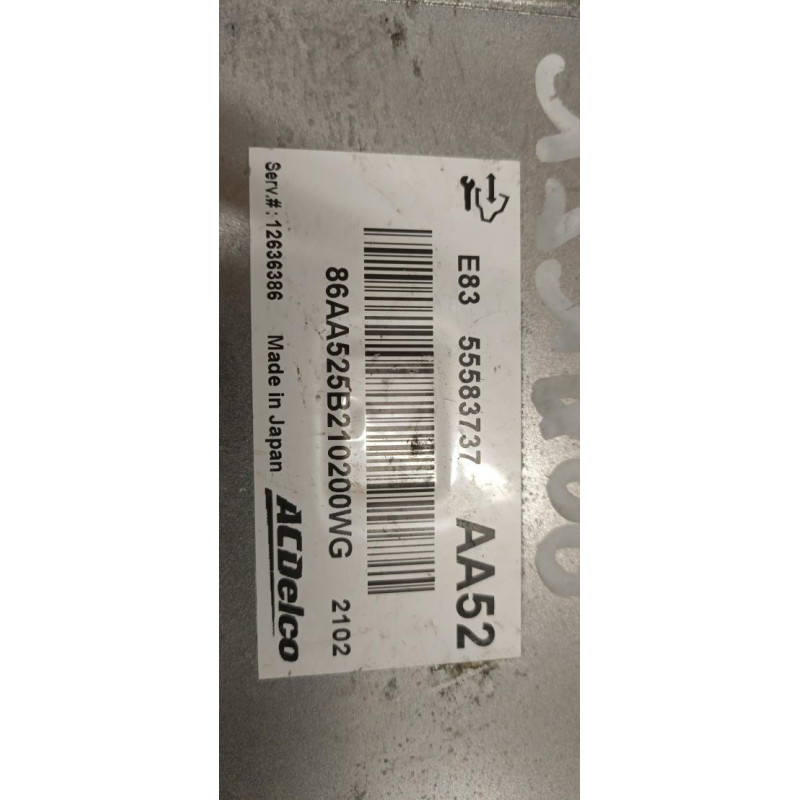 E83 55583737 AA52
86AA525B210200WG 2102
Serv.#: 12636386 Made in Japan ACDelco